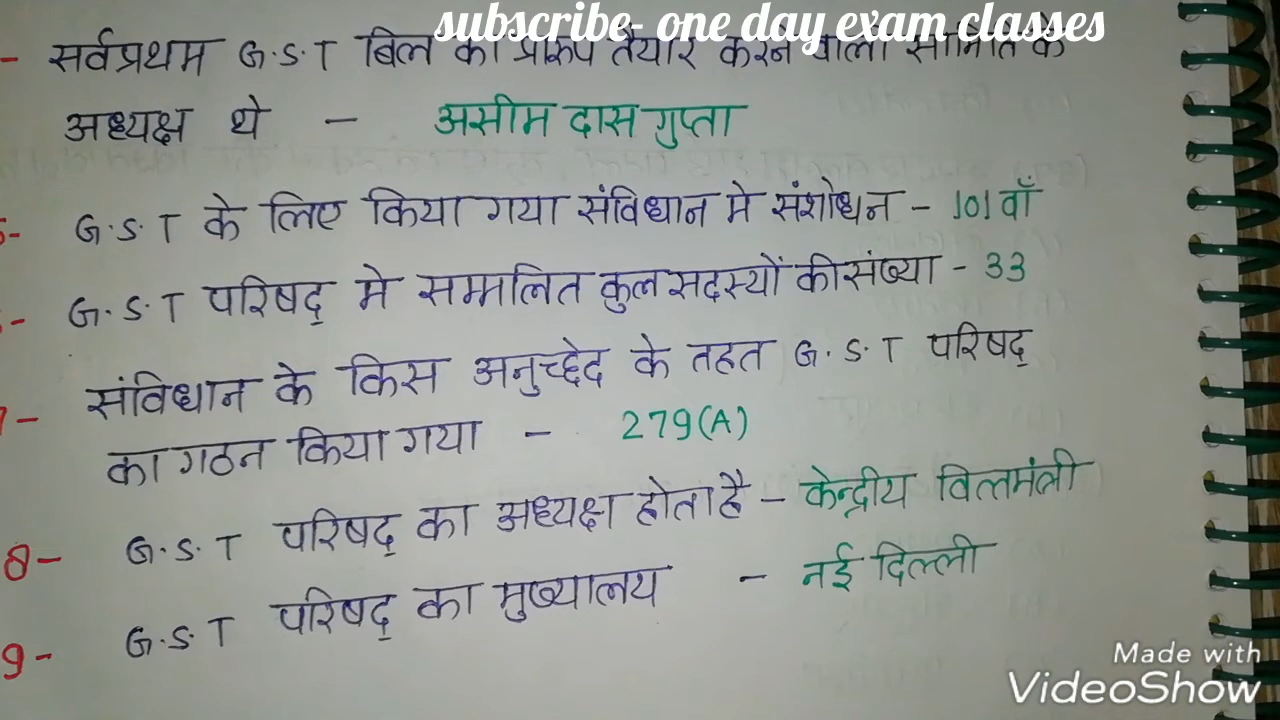 subscribe- one day exam classes
- सर्वप्रथम G.S.T बिल का प्रारुप तैयार करने वाली समिति के
अध्यक्ष थे - असीम दास गुप्ता
G.S.T के लिए किया गया संविधान मे संशोधन - 101वाँ
G.S.T परिषद् मे सम्मलित कुल सदस्यों की संख्या - 33
संविधान के किस अनुच्छेद के तहत G.S.T परिषद्
का गठन किया गया - 279(A)
8- G.S.T परिषद् का अध्यक्ष होता है - केन्द्रीय वित्तमंत्री
9- G.S.T परिषद् का मुख्यालय - नई दिल्ली
Made with
VideoShow